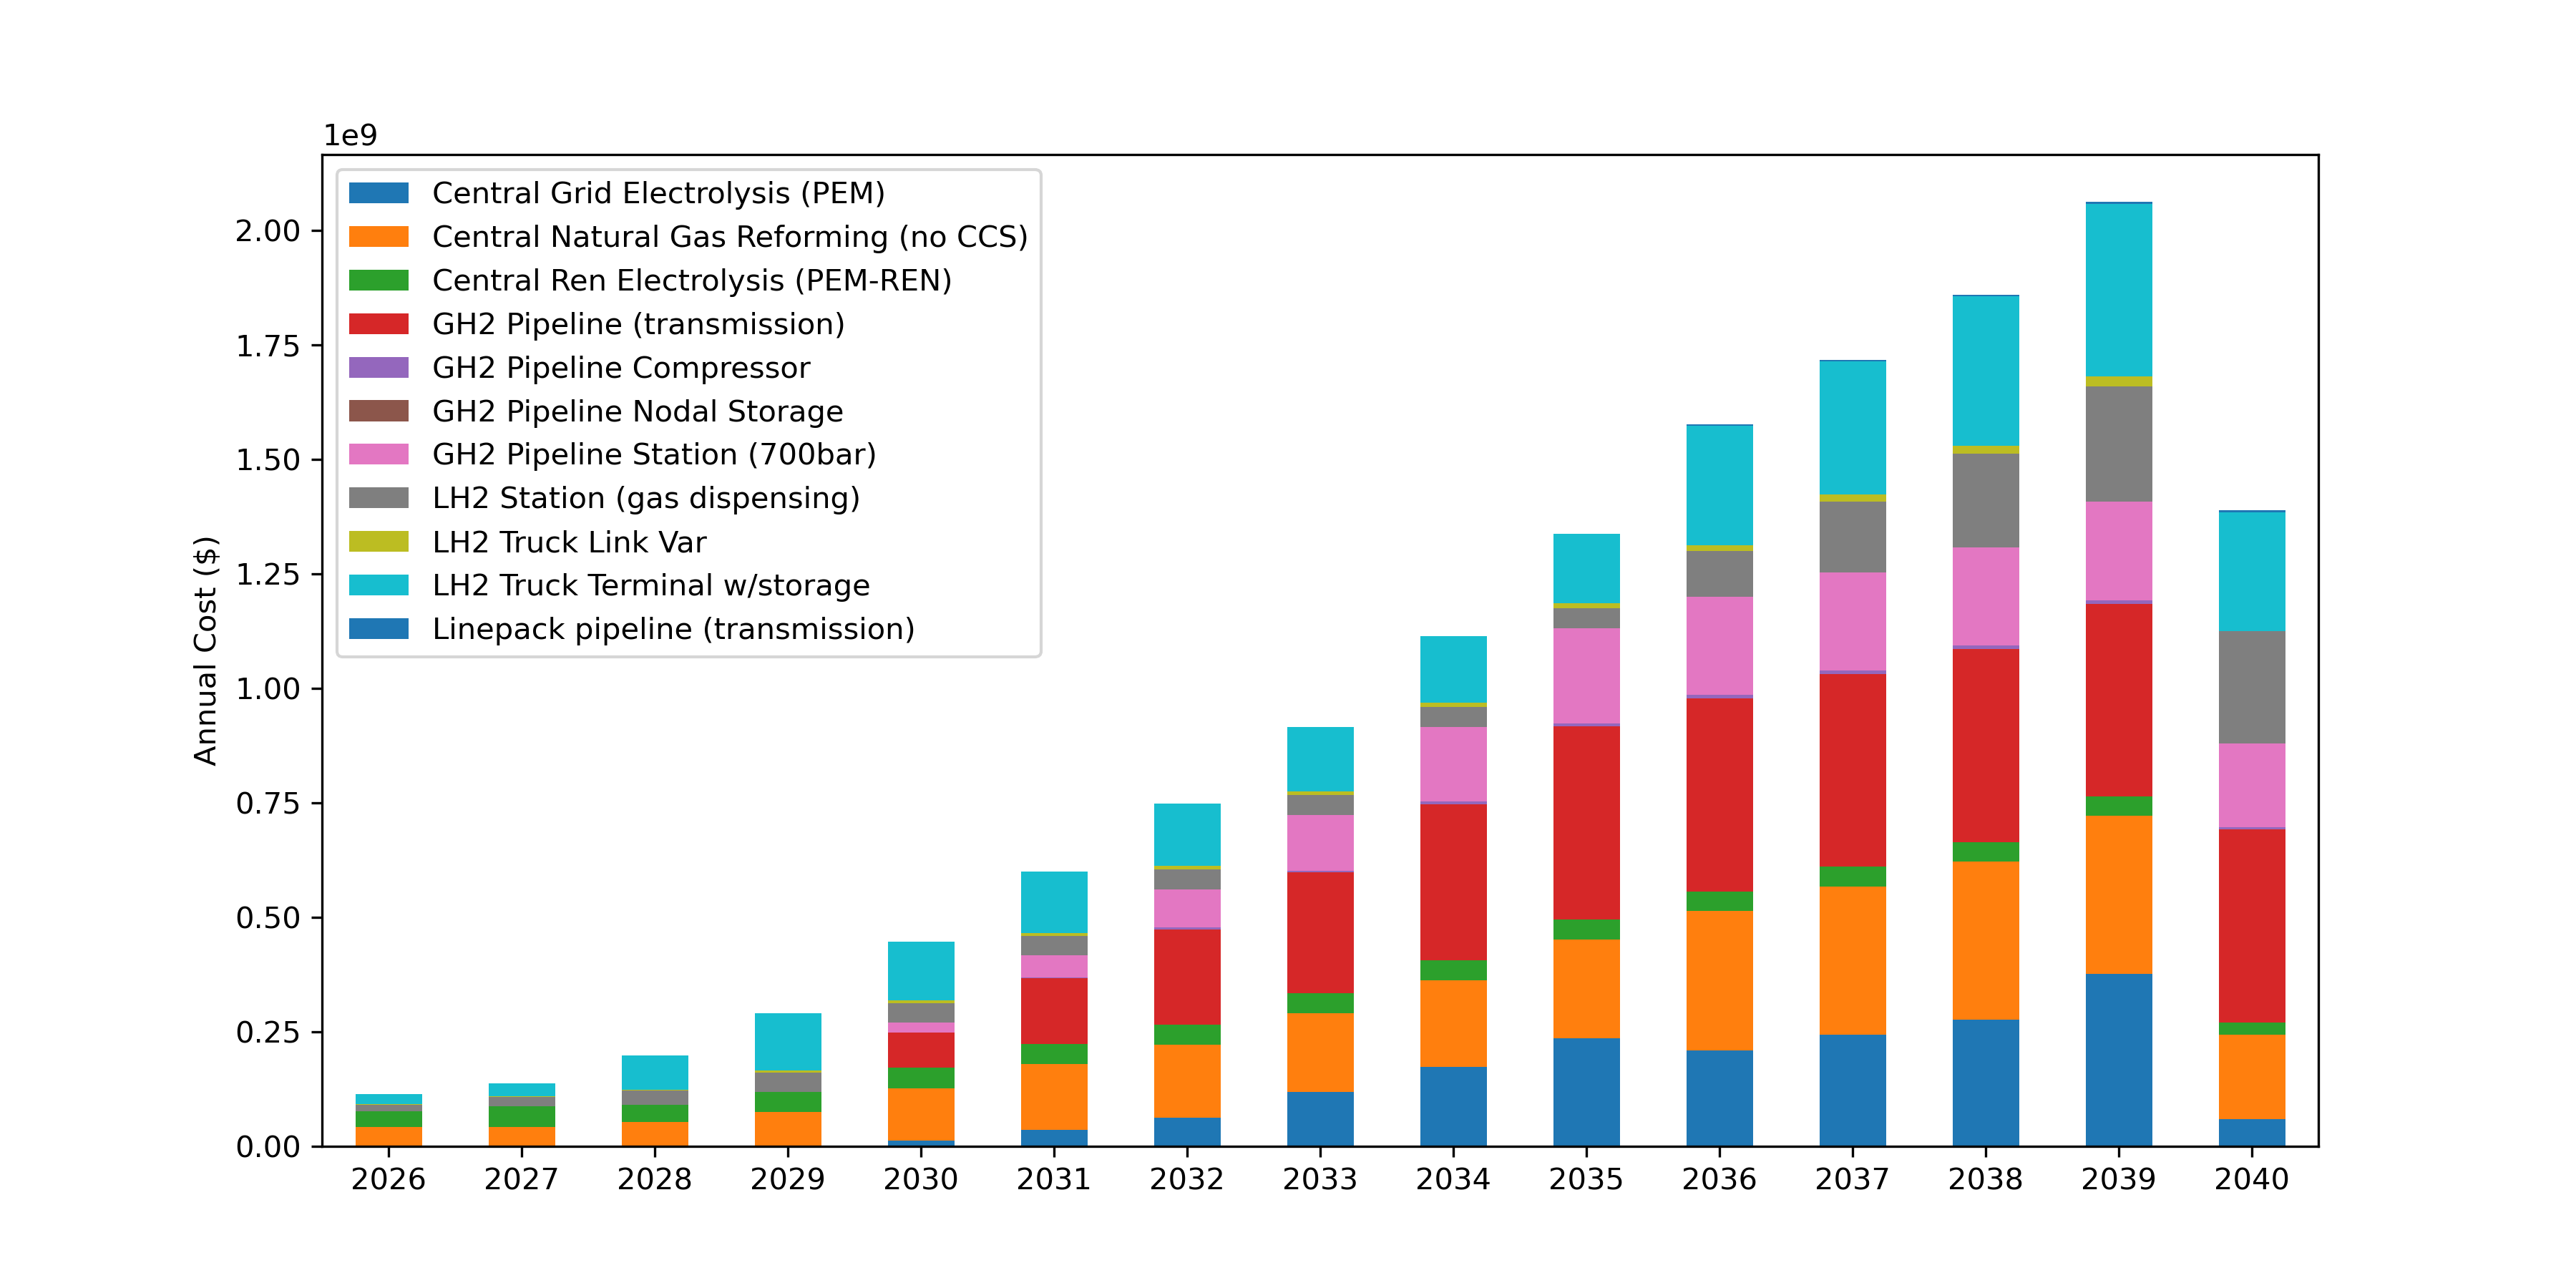 1e9
2.00
1.75
1.50
1.25
1.00
0.75
0.50
0.25
0.00
Annual Cost ($)
Central Grid Electrolysis (PEM)
Central Natural Gas Reforming (no CCS)
Central Ren Electrolysis (PEM-REN)
GH2 Pipeline (transmission)
GH2 Pipeline Compressor
GH2 Pipeline Nodal Storage
GH2 Pipeline Station (700bar)
LH2 Station (gas dispensing)
LH2 Truck Link Var
LH2 Truck Terminal w/storage
Linepack pipeline (transmission)
2026 2027 2028 2029 2030 2031 2032 2033 2034 2035 2036 2037 2038 2039 2040